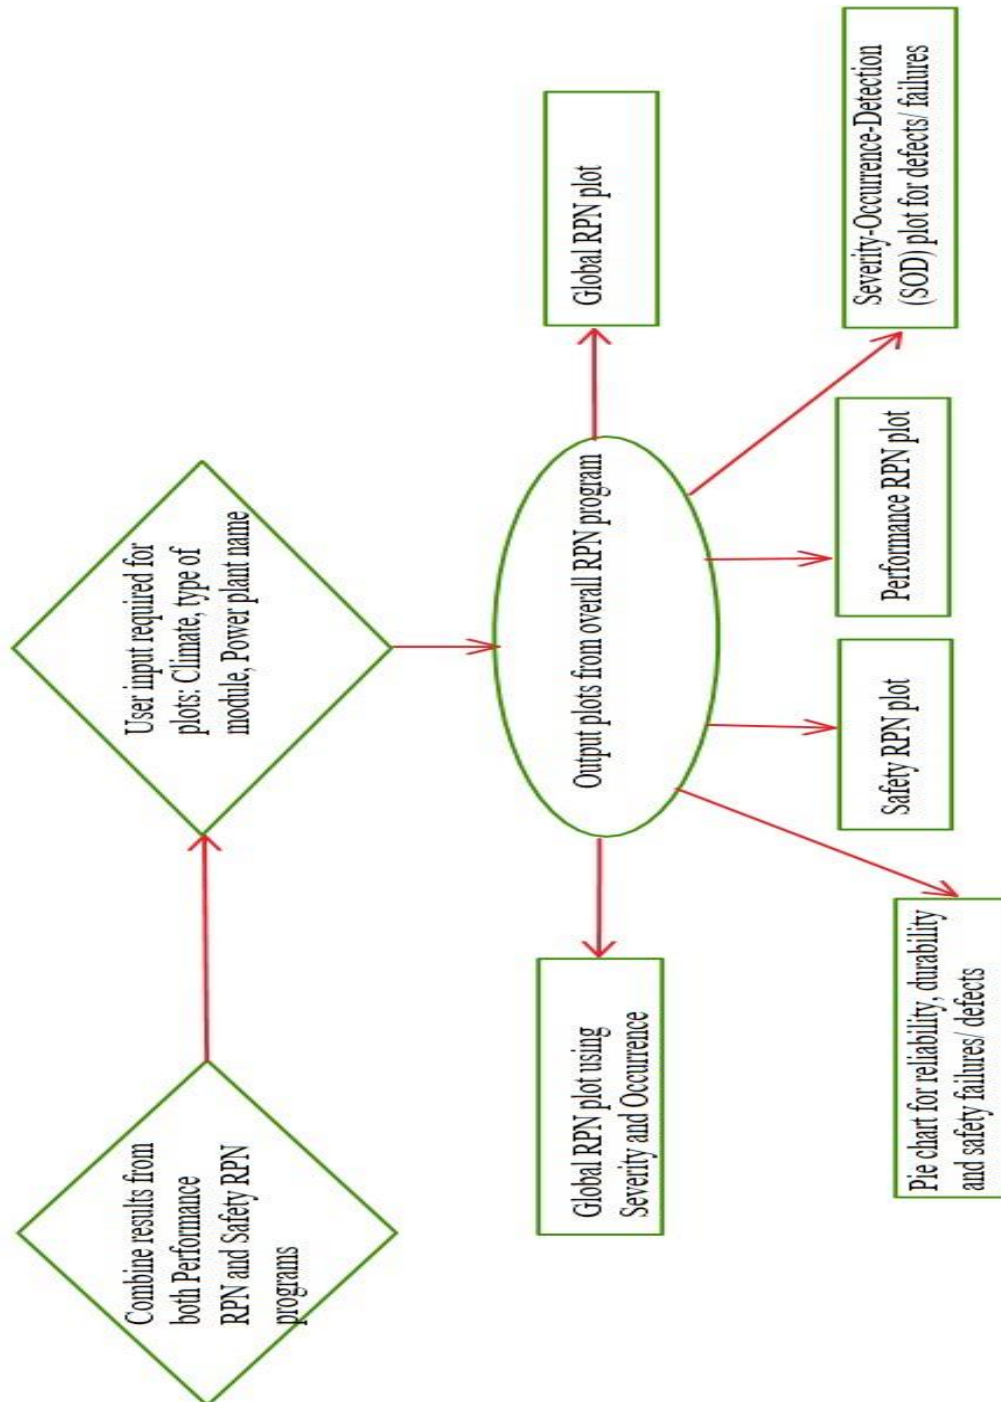 Combine results from
both Performance
RPN and Safety RPN
programs
User input required for
plots: Climate, type of
module, Power plant name
Output plots from overall RPN program
Global RPN plot using
Severity and Occurrence
Global RPN plot
Pie chart for reliability, durability
and safety failures/ defects
Safety RPN plot
Performance RPN plot
Severity-Occurrence-Detection
(SOD) plot for defects/ failures